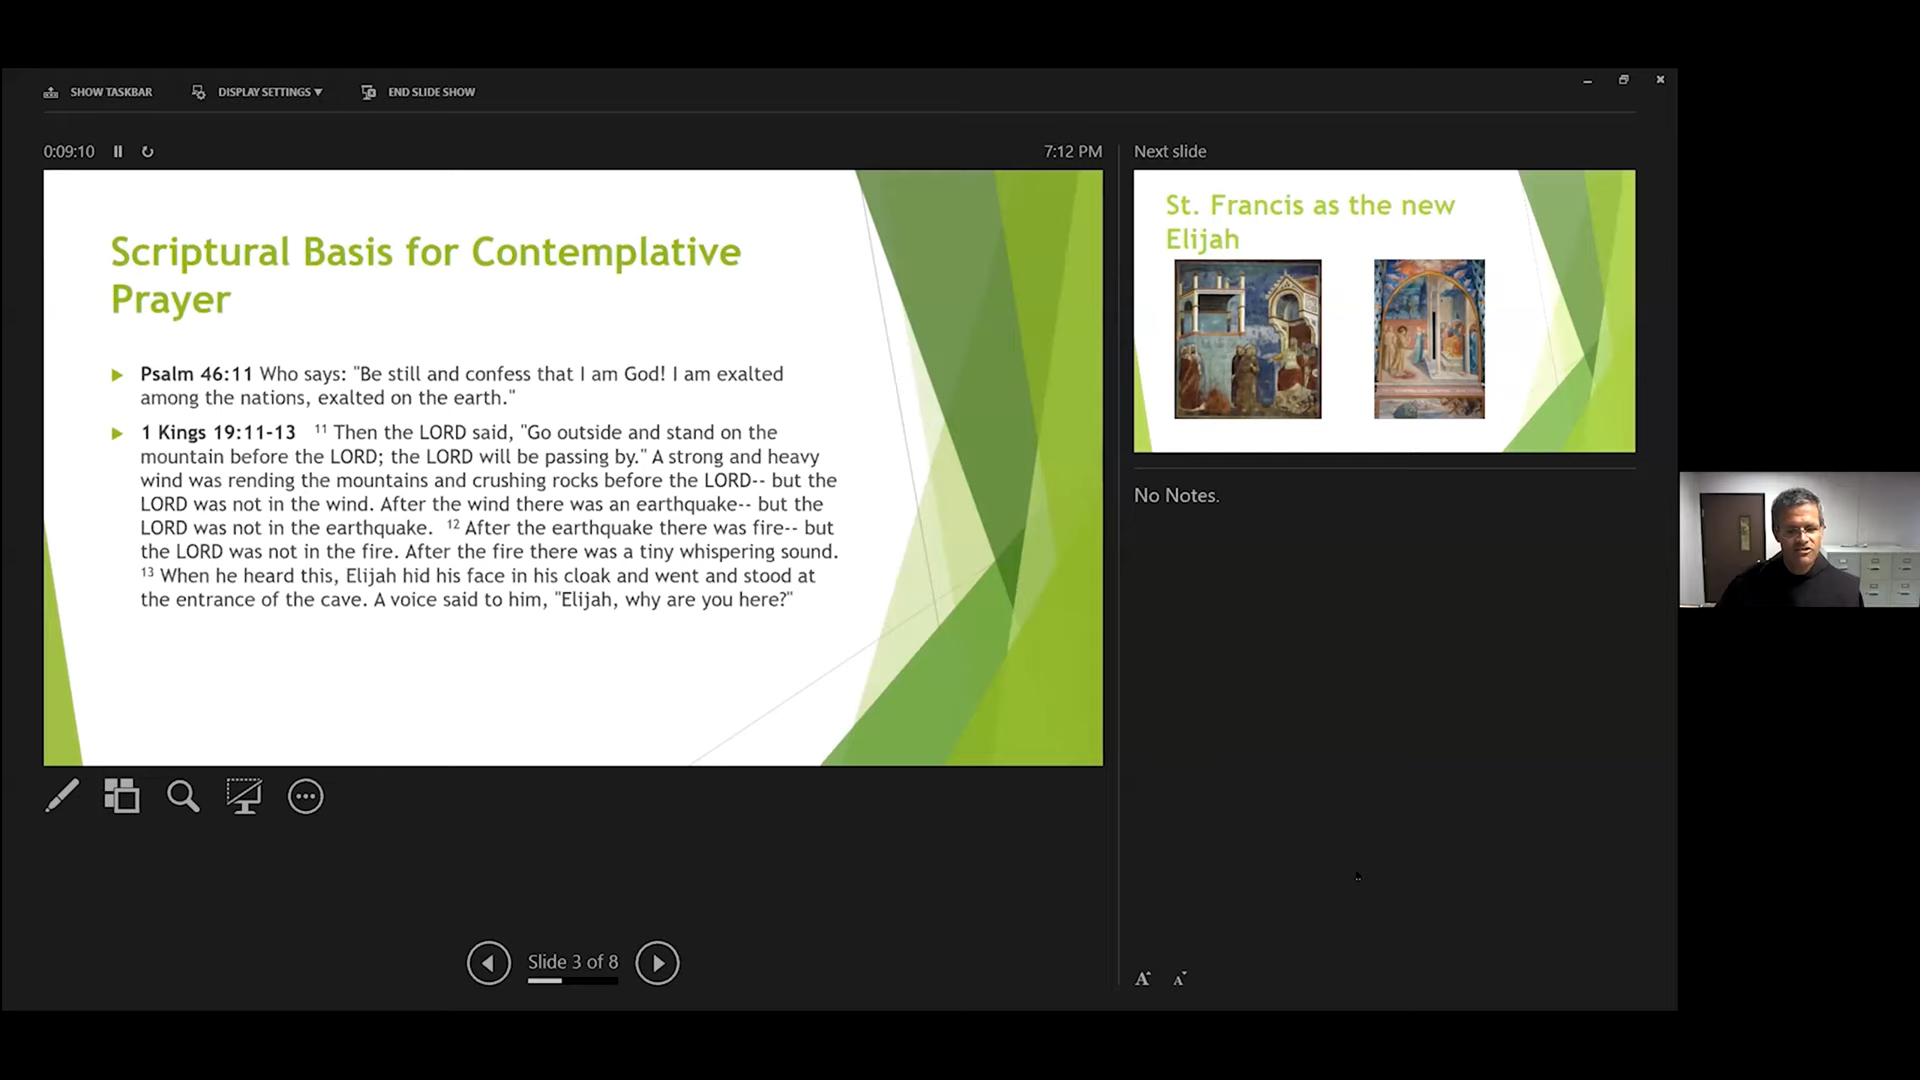 SHOW TASKBAR DISPLAY SETTINGS ▼ END SLIDE SHOW
0:09:10 7:12 PM
Scriptural Basis for Contemplative
Prayer
Psalm 46:11 Who says: "Be still and confess that I am God! I am exalted
among the nations, exalted on the earth."
1 Kings 19:11-13 ¹¹ Then the LORD said, "Go outside and stand on the
mountain before the LORD; the LORD will be passing by." A strong and heavy
wind was rending the mountains and crushing rocks before the LORD-- but the
LORD was not in the wind. After the wind there was an earthquake-- but the
LORD was not in the earthquake. ¹² After the earthquake there was fire-- but
the LORD was not in the fire. After the fire there was a tiny whispering sound.
¹³ When he heard this, Elijah hid his face in his cloak and went and stood at
the entrance of the cave. A voice said to him, "Elijah, why are you here?"
Slide 3 of 8
Next slide
St. Francis as the new
Elijah
No Notes.
A A